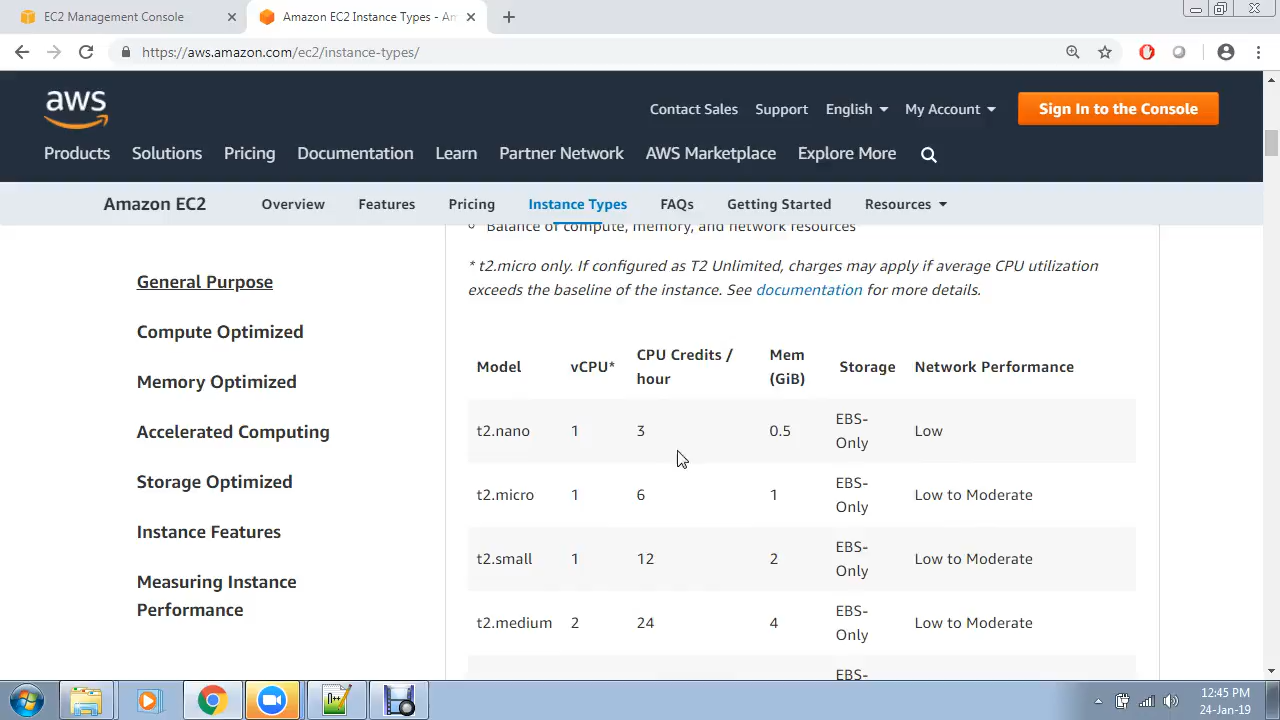 EC2 Management Console
Amazon EC2 Instance Types - Am
https://aws.amazon.com/ec2/instance-types/
aws
Contact Sales Support English My Account Sign In to the Console
Products Solutions Pricing Documentation Learn Partner Network AWS Marketplace Explore More
Amazon EC2 Overview Features Pricing Instance Types FAQs Getting Started Resources
General Purpose
Compute Optimized
Memory Optimized
Accelerated Computing
Storage Optimized
Instance Features
Measuring Instance
Performance
Balance of compute, memory, and network resources
* t2.micro only. If configured as T2 Unlimited, charges may apply if average CPU utilization
exceeds the baseline of the instance. See documentation for more details.
Model vCPU* CPU Credits / hour Mem (GiB) Storage Network Performance
t2.nano 1 3 0.5 EBS-Only Low
t2.micro 1 6 1 EBS-Only Low to Moderate
t2.small 1 12 2 EBS-Only Low to Moderate
t2.medium 2 24 4 EBS-Only Low to Moderate
EBS-
12:45 PM
24-Jan-19